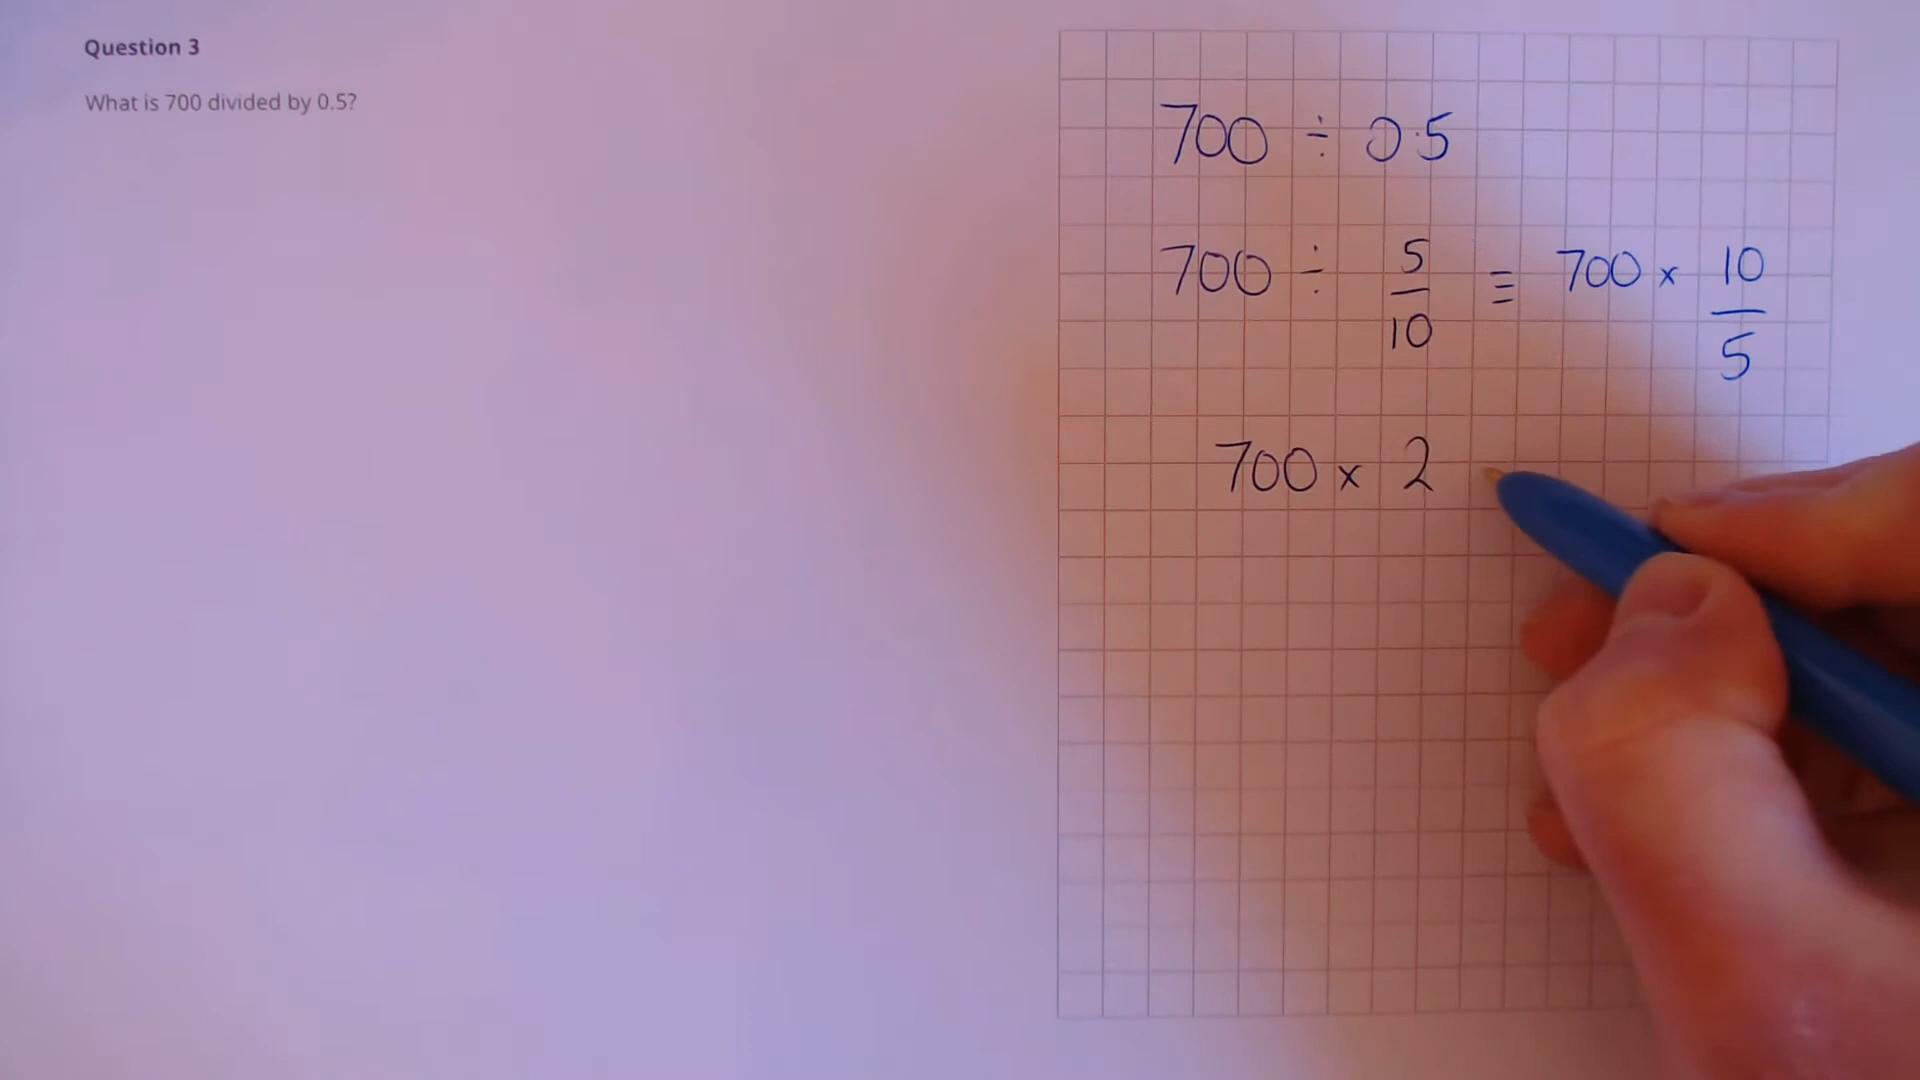 Question 3
What is 700 divided by 0.5?
700 ÷ 0.5
700 ÷ 5/10 ≡ 700 × 10/5
700 × 2